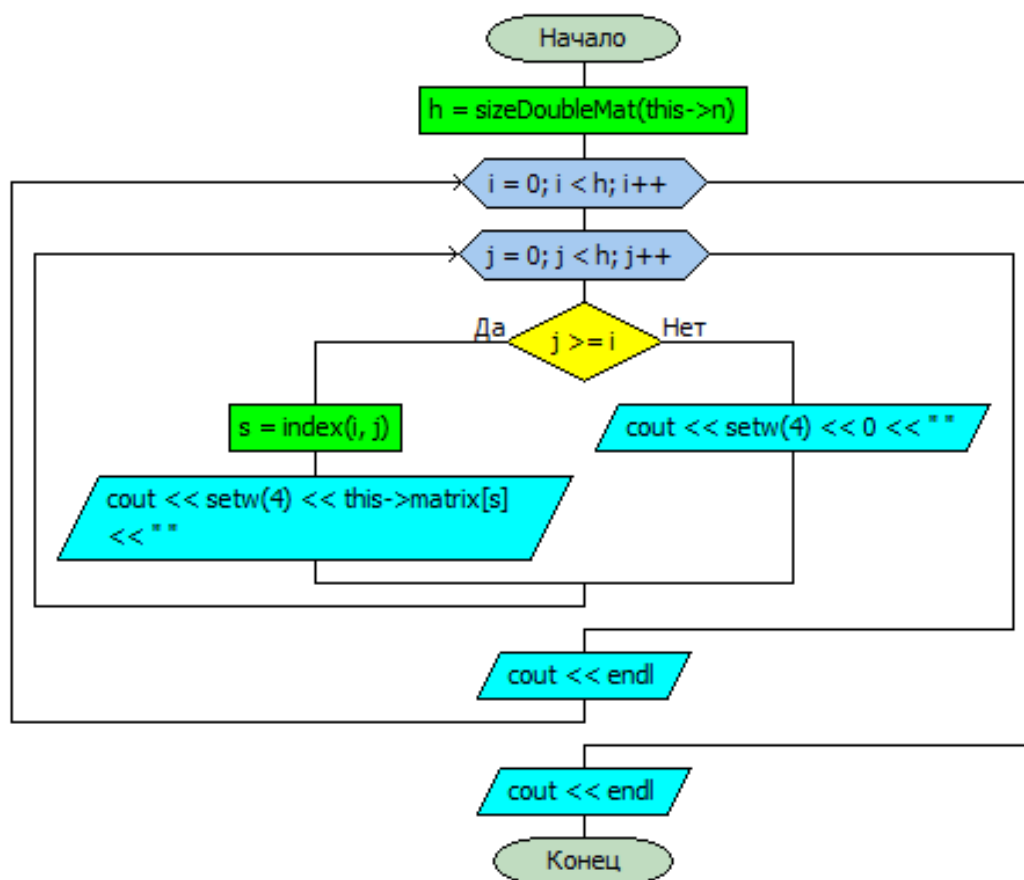 Начало
h = sizeDoubleMat(this->n)
i = 0; i < h; i++
j = 0; j < h; j++
Да
j >= i
Нет
s = index(i, j)
cout << setw(4) << 0 << " "
cout << setw(4) << this->matrix[s]
<< " "
cout << endl
cout << endl
Конец